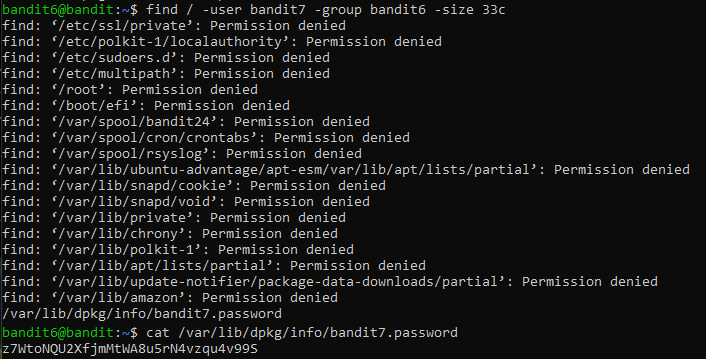 bandit6@bandit:~$ find / -user bandit7 -group bandit6 -size 33c
find: ‘/etc/ssl/private’: Permission denied
find: ‘/etc/polkit-1/localauthority’: Permission denied
find: ‘/etc/sudoers.d’: Permission denied
find: ‘/etc/multipath’: Permission denied
find: ‘/root’: Permission denied
find: ‘/boot/efi’: Permission denied
find: ‘/var/spool/bandit24’: Permission denied
find: ‘/var/spool/cron/crontabs’: Permission denied
find: ‘/var/spool/rsyslog’: Permission denied
find: ‘/var/lib/ubuntu-advantage/apt-esm/var/lib/apt/lists/partial’: Permission denied
find: ‘/var/lib/snapd/cookie’: Permission denied
find: ‘/var/lib/snapd/void’: Permission denied
find: ‘/var/lib/private’: Permission denied
find: ‘/var/lib/chrony’: Permission denied
find: ‘/var/lib/polkit-1’: Permission denied
find: ‘/var/lib/apt/lists/partial’: Permission denied
find: ‘/var/lib/update-notifier/package-data-downloads/partial’: Permission denied
find: ‘/var/lib/amazon’: Permission denied
/var/lib/dpkg/info/bandit7.password
bandit6@bandit:~$ cat /var/lib/dpkg/info/bandit7.password
z7WtoNQU2XfjmMtWA8u5rN4vzqu4v99S